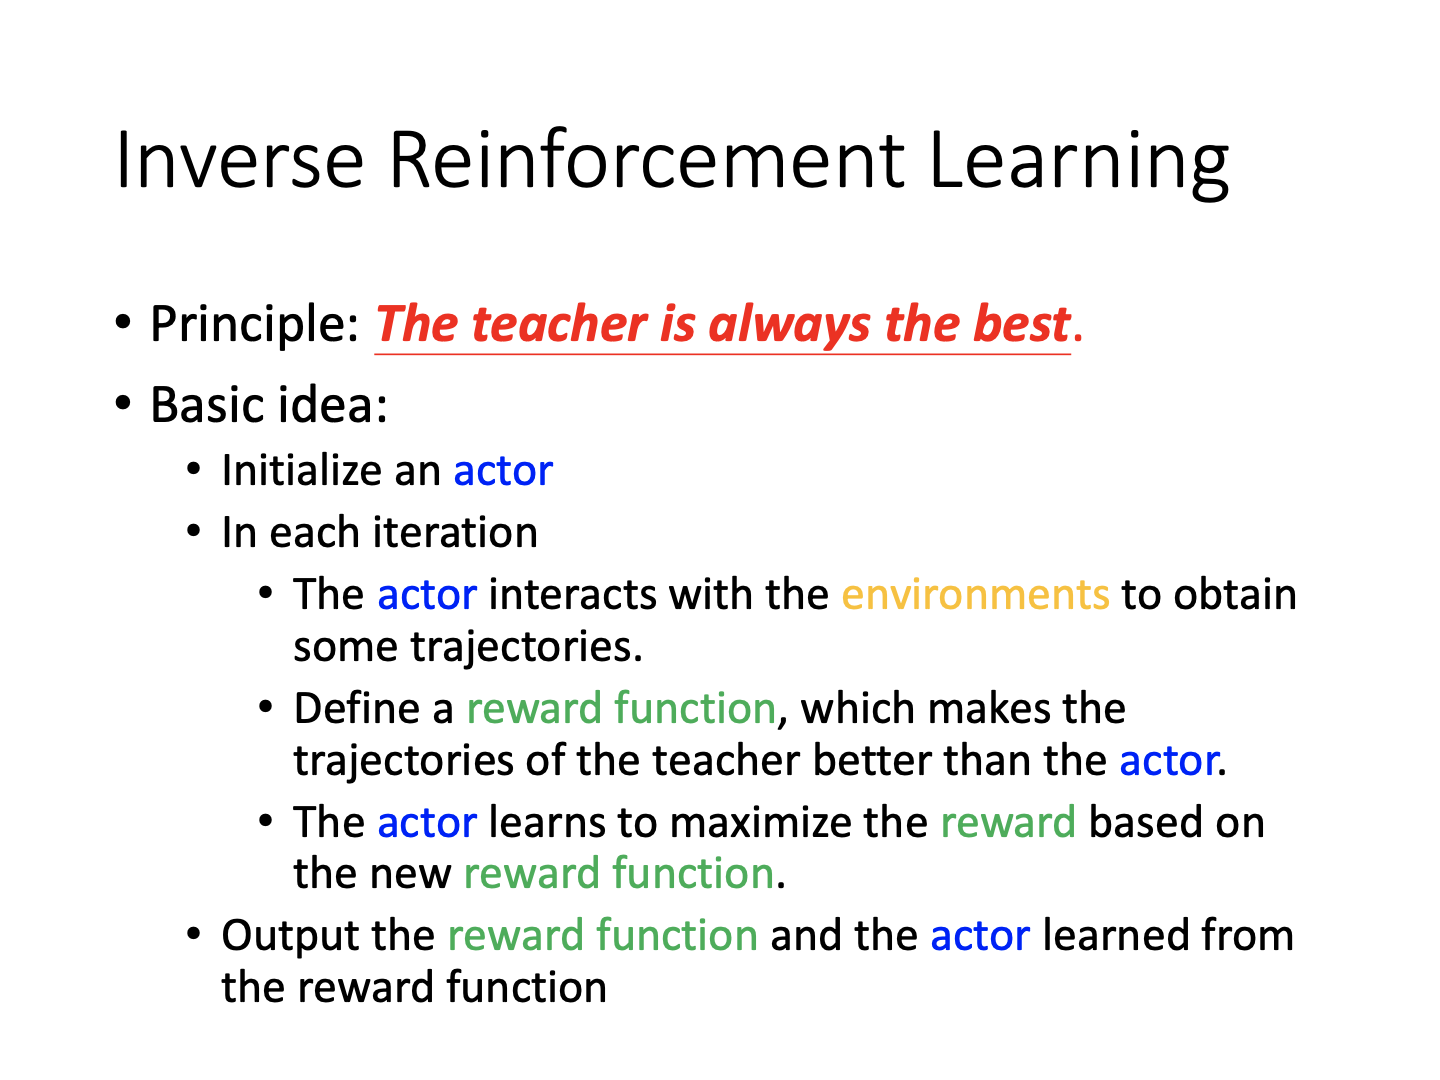 Inverse Reinforcement Learning
• Principle: The teacher is always the best.
• Basic idea:
• Initialize an actor
• In each iteration
• The actor interacts with the environments to obtain
some trajectories.
• Define a reward function, which makes the
trajectories of the teacher better than the actor.
• The actor learns to maximize the reward based on
the new reward function.
• Output the reward function and the actor learned from
the reward function